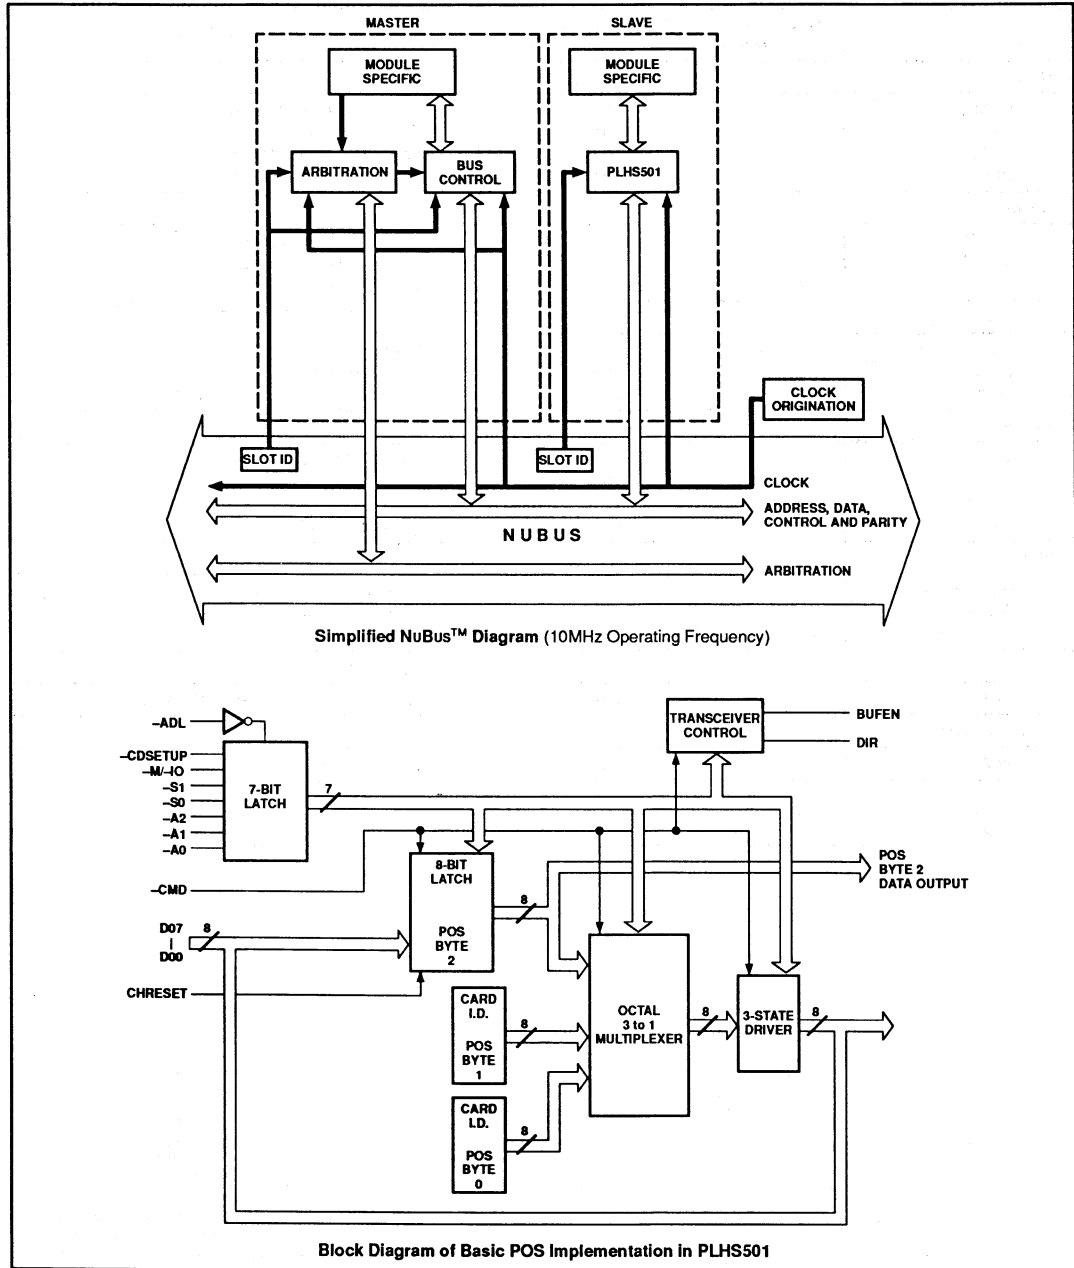 MASTER
SLAVE
MODULE
SPECIFIC
MODULE
SPECIFIC
ARBITRATION
BUS
CONTROL
PLHS501
CLOCK
ORIGINATION
SLOT ID
SLOT ID
CLOCK
ADDRESS, DATA,
CONTROL AND PARITY
NUBUS
ARBITRATION
Simplified NUBUS™ Diagram (10MHz Operating Frequency)
–ADL
–CDSETUP
–M/–IO
–S1
–S0
–A2
–A1
–A0
7-BIT
LATCH
7
TRANSCEIVER
CONTROL
BUFEN
DIR
–CMD
8-BIT
LATCH
POS
BYTE
2
8
POS
BYTE 2
DATA OUTPUT
D07
|
D00
8
CHRESET
CARD
I.D.
POS
BYTE
1
8
OCTAL
3 to 1
MULTIPLEXER
8
3-STATE
DRIVER
8
CARD
I.D.
POS
BYTE
0
8
Block Diagram of Basic POS Implementation in PLHS501